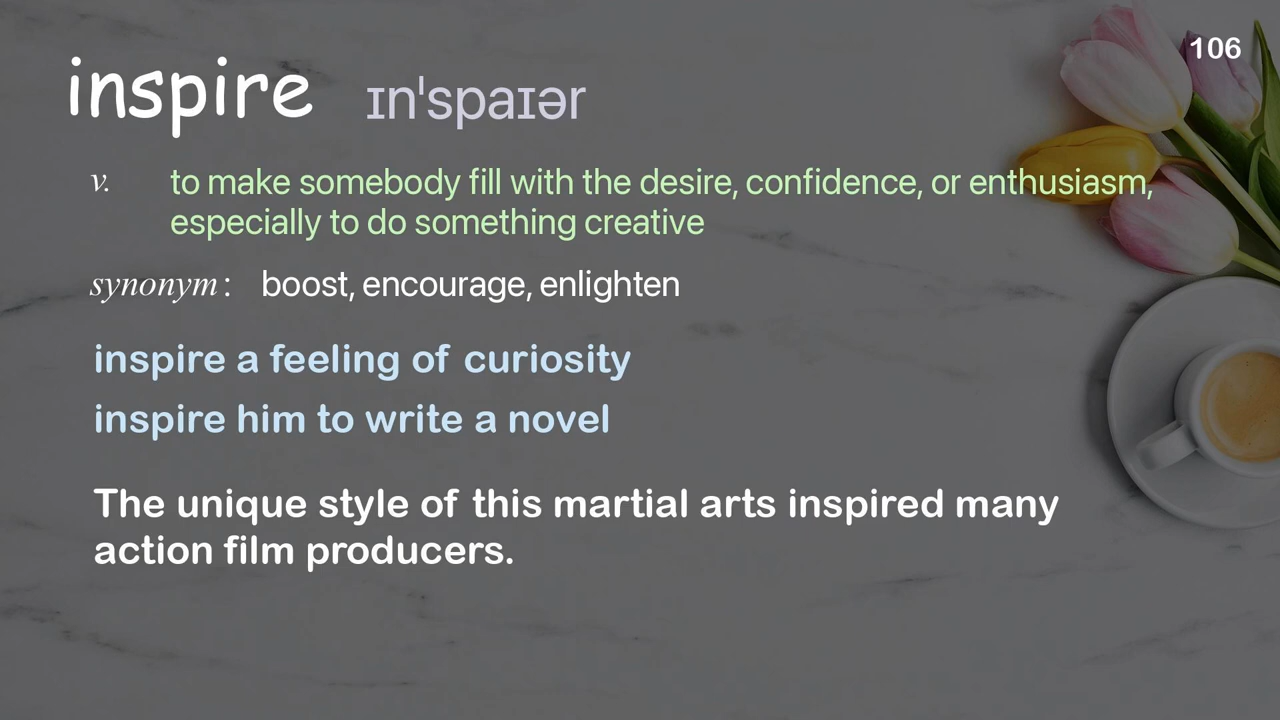 106
inspire ɪn'spaɪər
v. to make somebody fill with the desire, confidence, or enthusiasm,
especially to do something creative
synonym: boost, encourage, enlighten
inspire a feeling of curiosity
inspire him to write a novel
The unique style of this martial arts inspired many
action film producers.